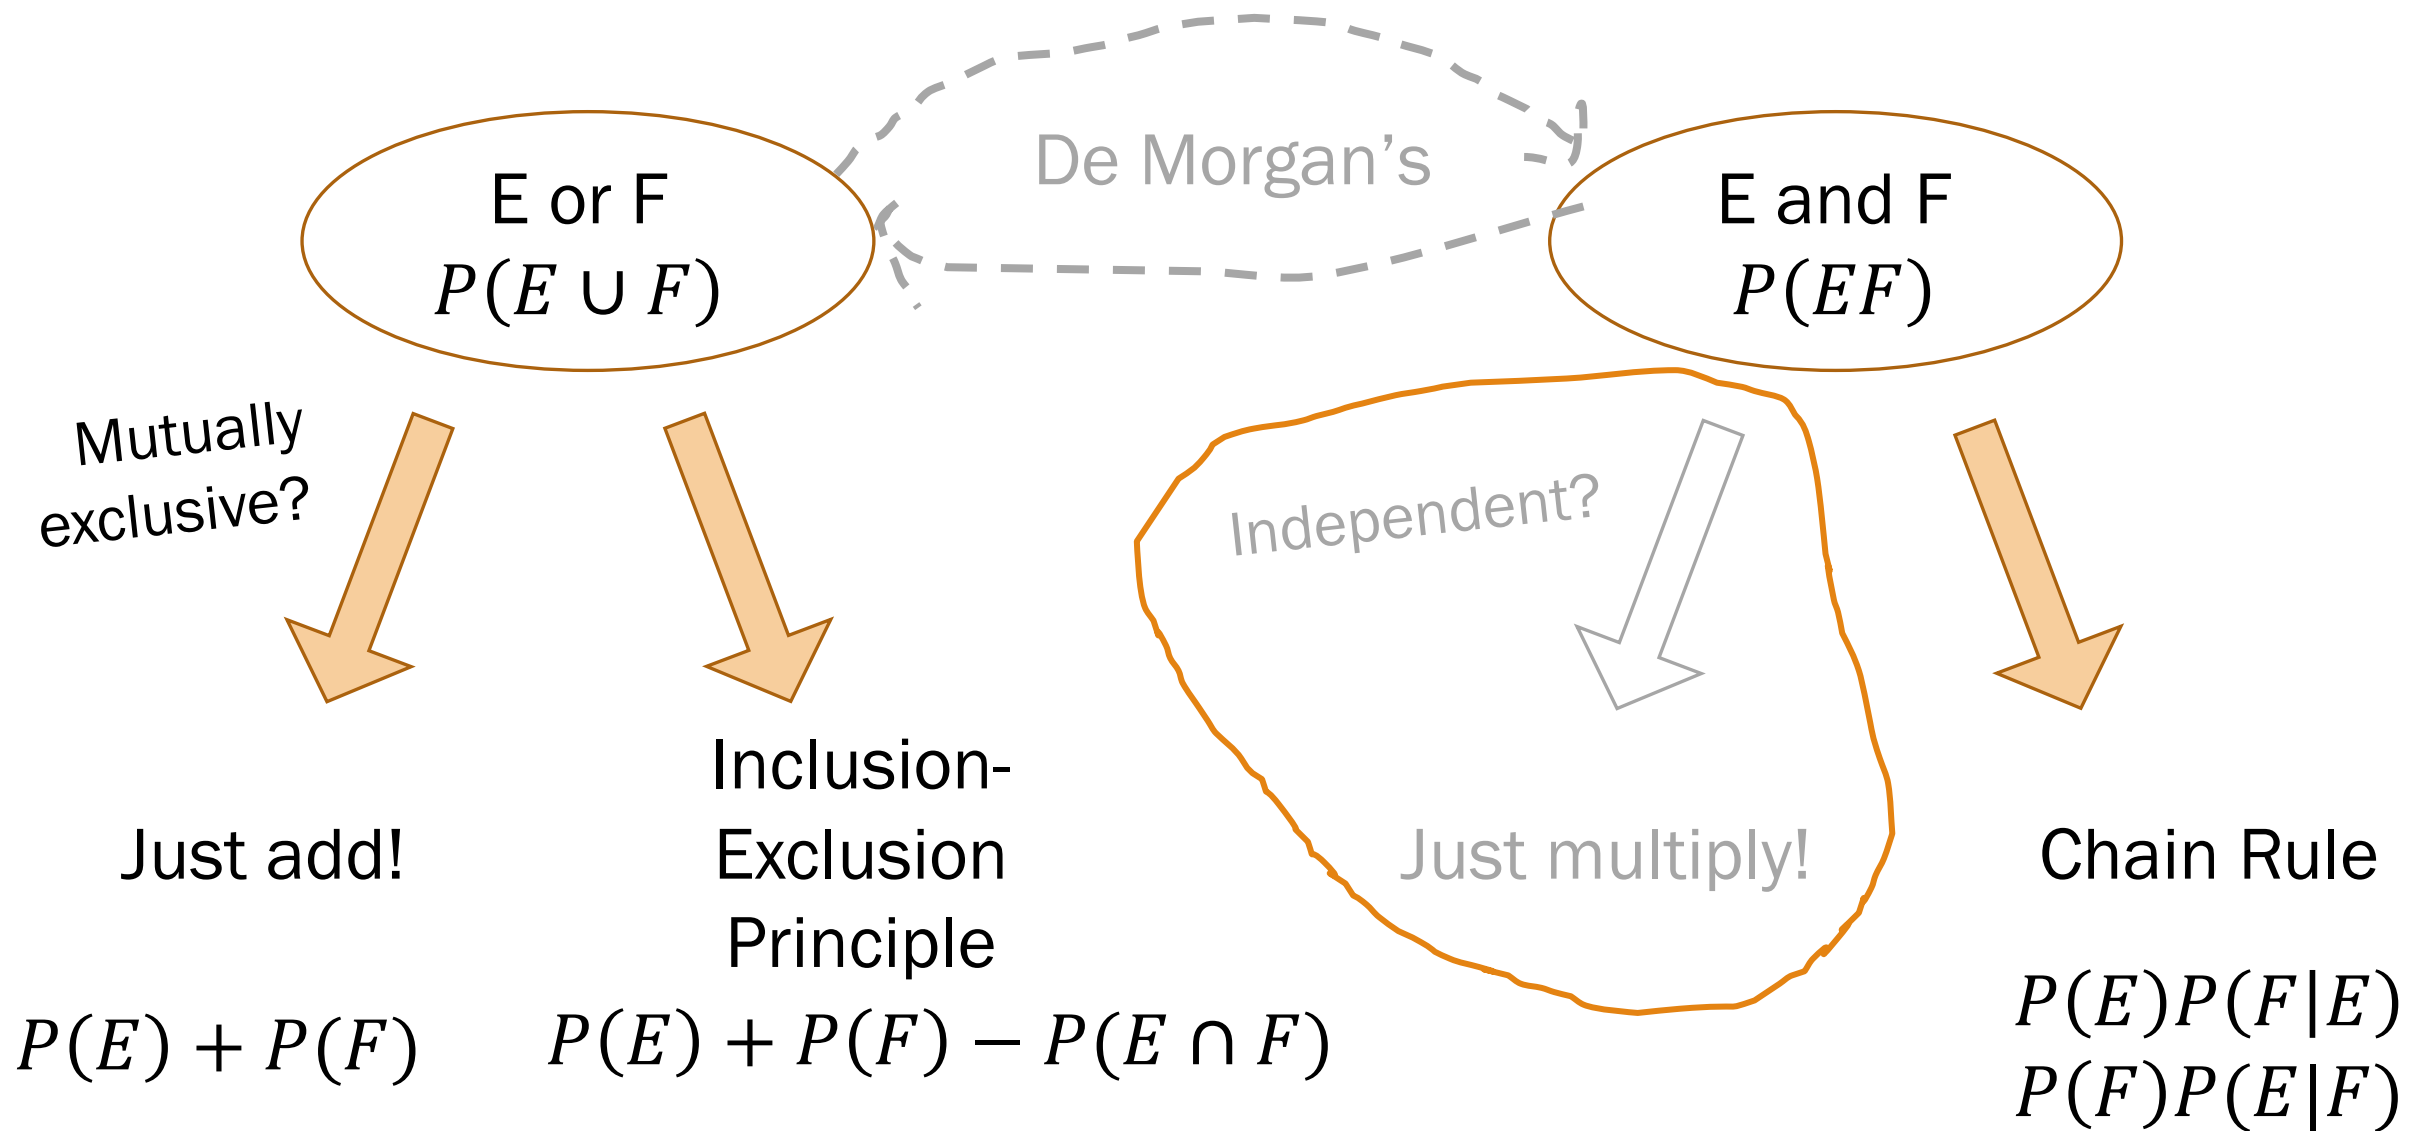 De Morgan’s
E or F
P(E ∪ F)
E and F
P(EF)
Mutually
exclusive?
Independent?
Just add!
Inclusion-
Exclusion
Principle
Just multiply!
Chain Rule
P(E) + P(F)
P(E) + P(F) − P(E ∩ F)
P(E)P(F|E)
P(F)P(E|F)